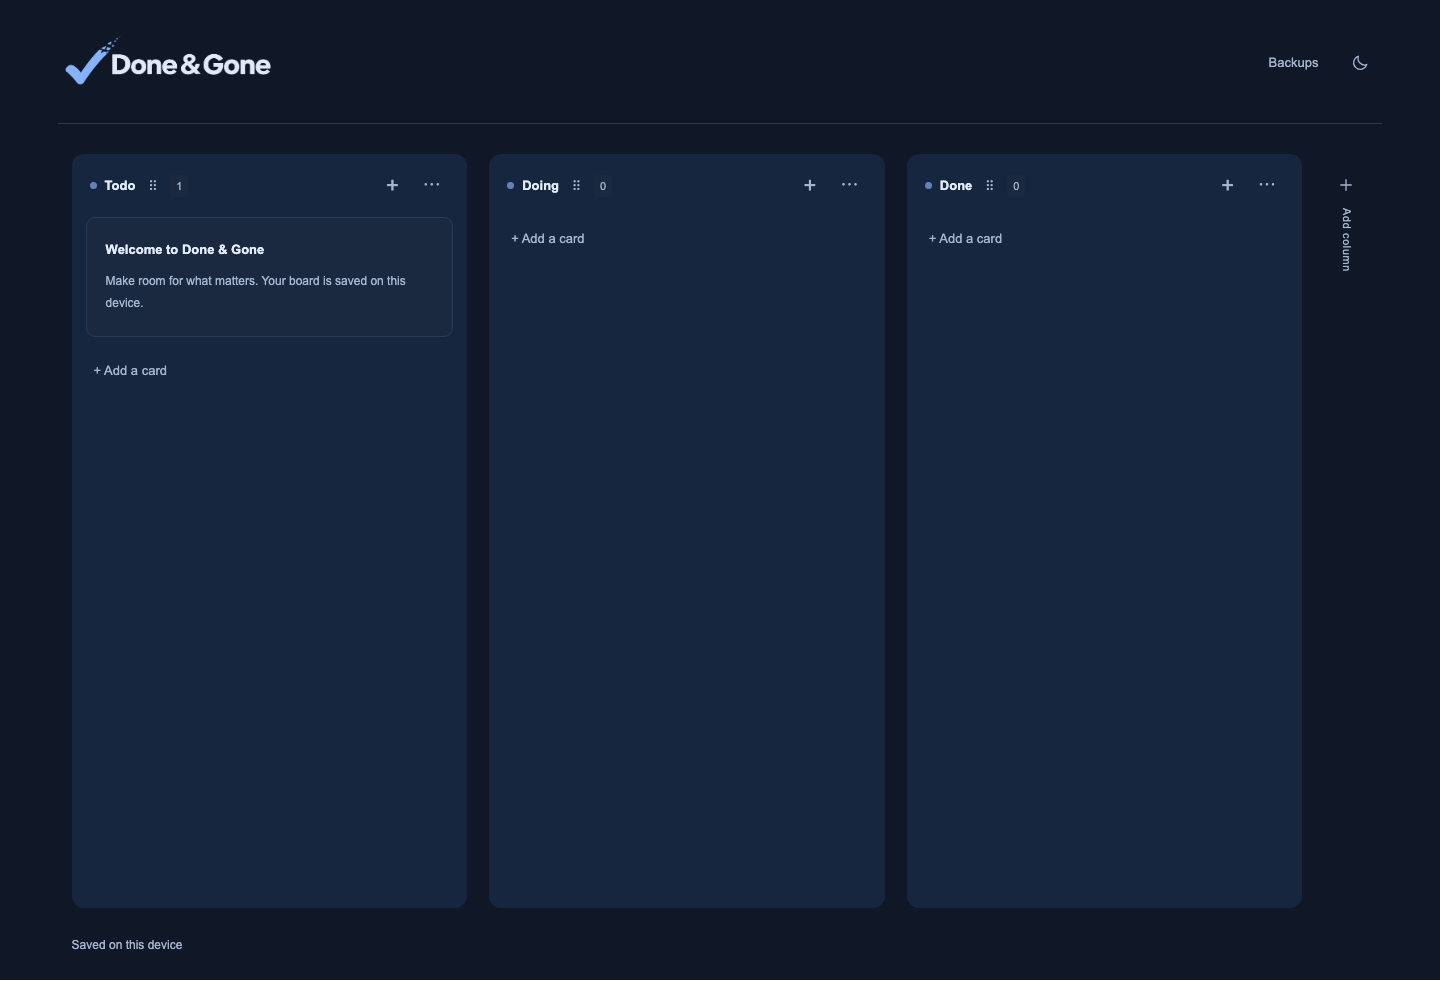 Done & Gone
Backups
Todo 1
Welcome to Done & Gone
Make room for what matters. Your board is saved on this
device.
+ Add a card
Doing 0
+ Add a card
Done 0
+ Add a card
Add column
Saved on this device